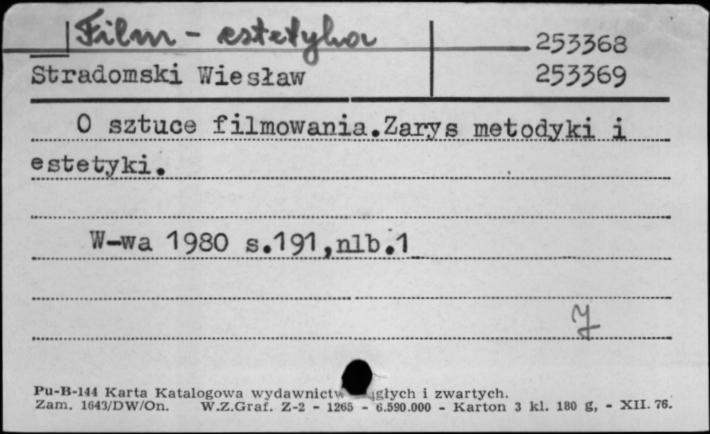 Film - estetyka
253368
Stradomski Wiesław
253369
O sztuce filmowania.Zarys metodyki i
estetyki.
W-wa 1980 s.191,nlb.1
Pu-B-144 Karta Katalogowa wydawnictw i zwartych.
Zam. 1643/DW/On. W.Z.Graf. Z-2 - 1265 - 6.590.000 - Karton 3 kl. 180 g, - XII. 76.